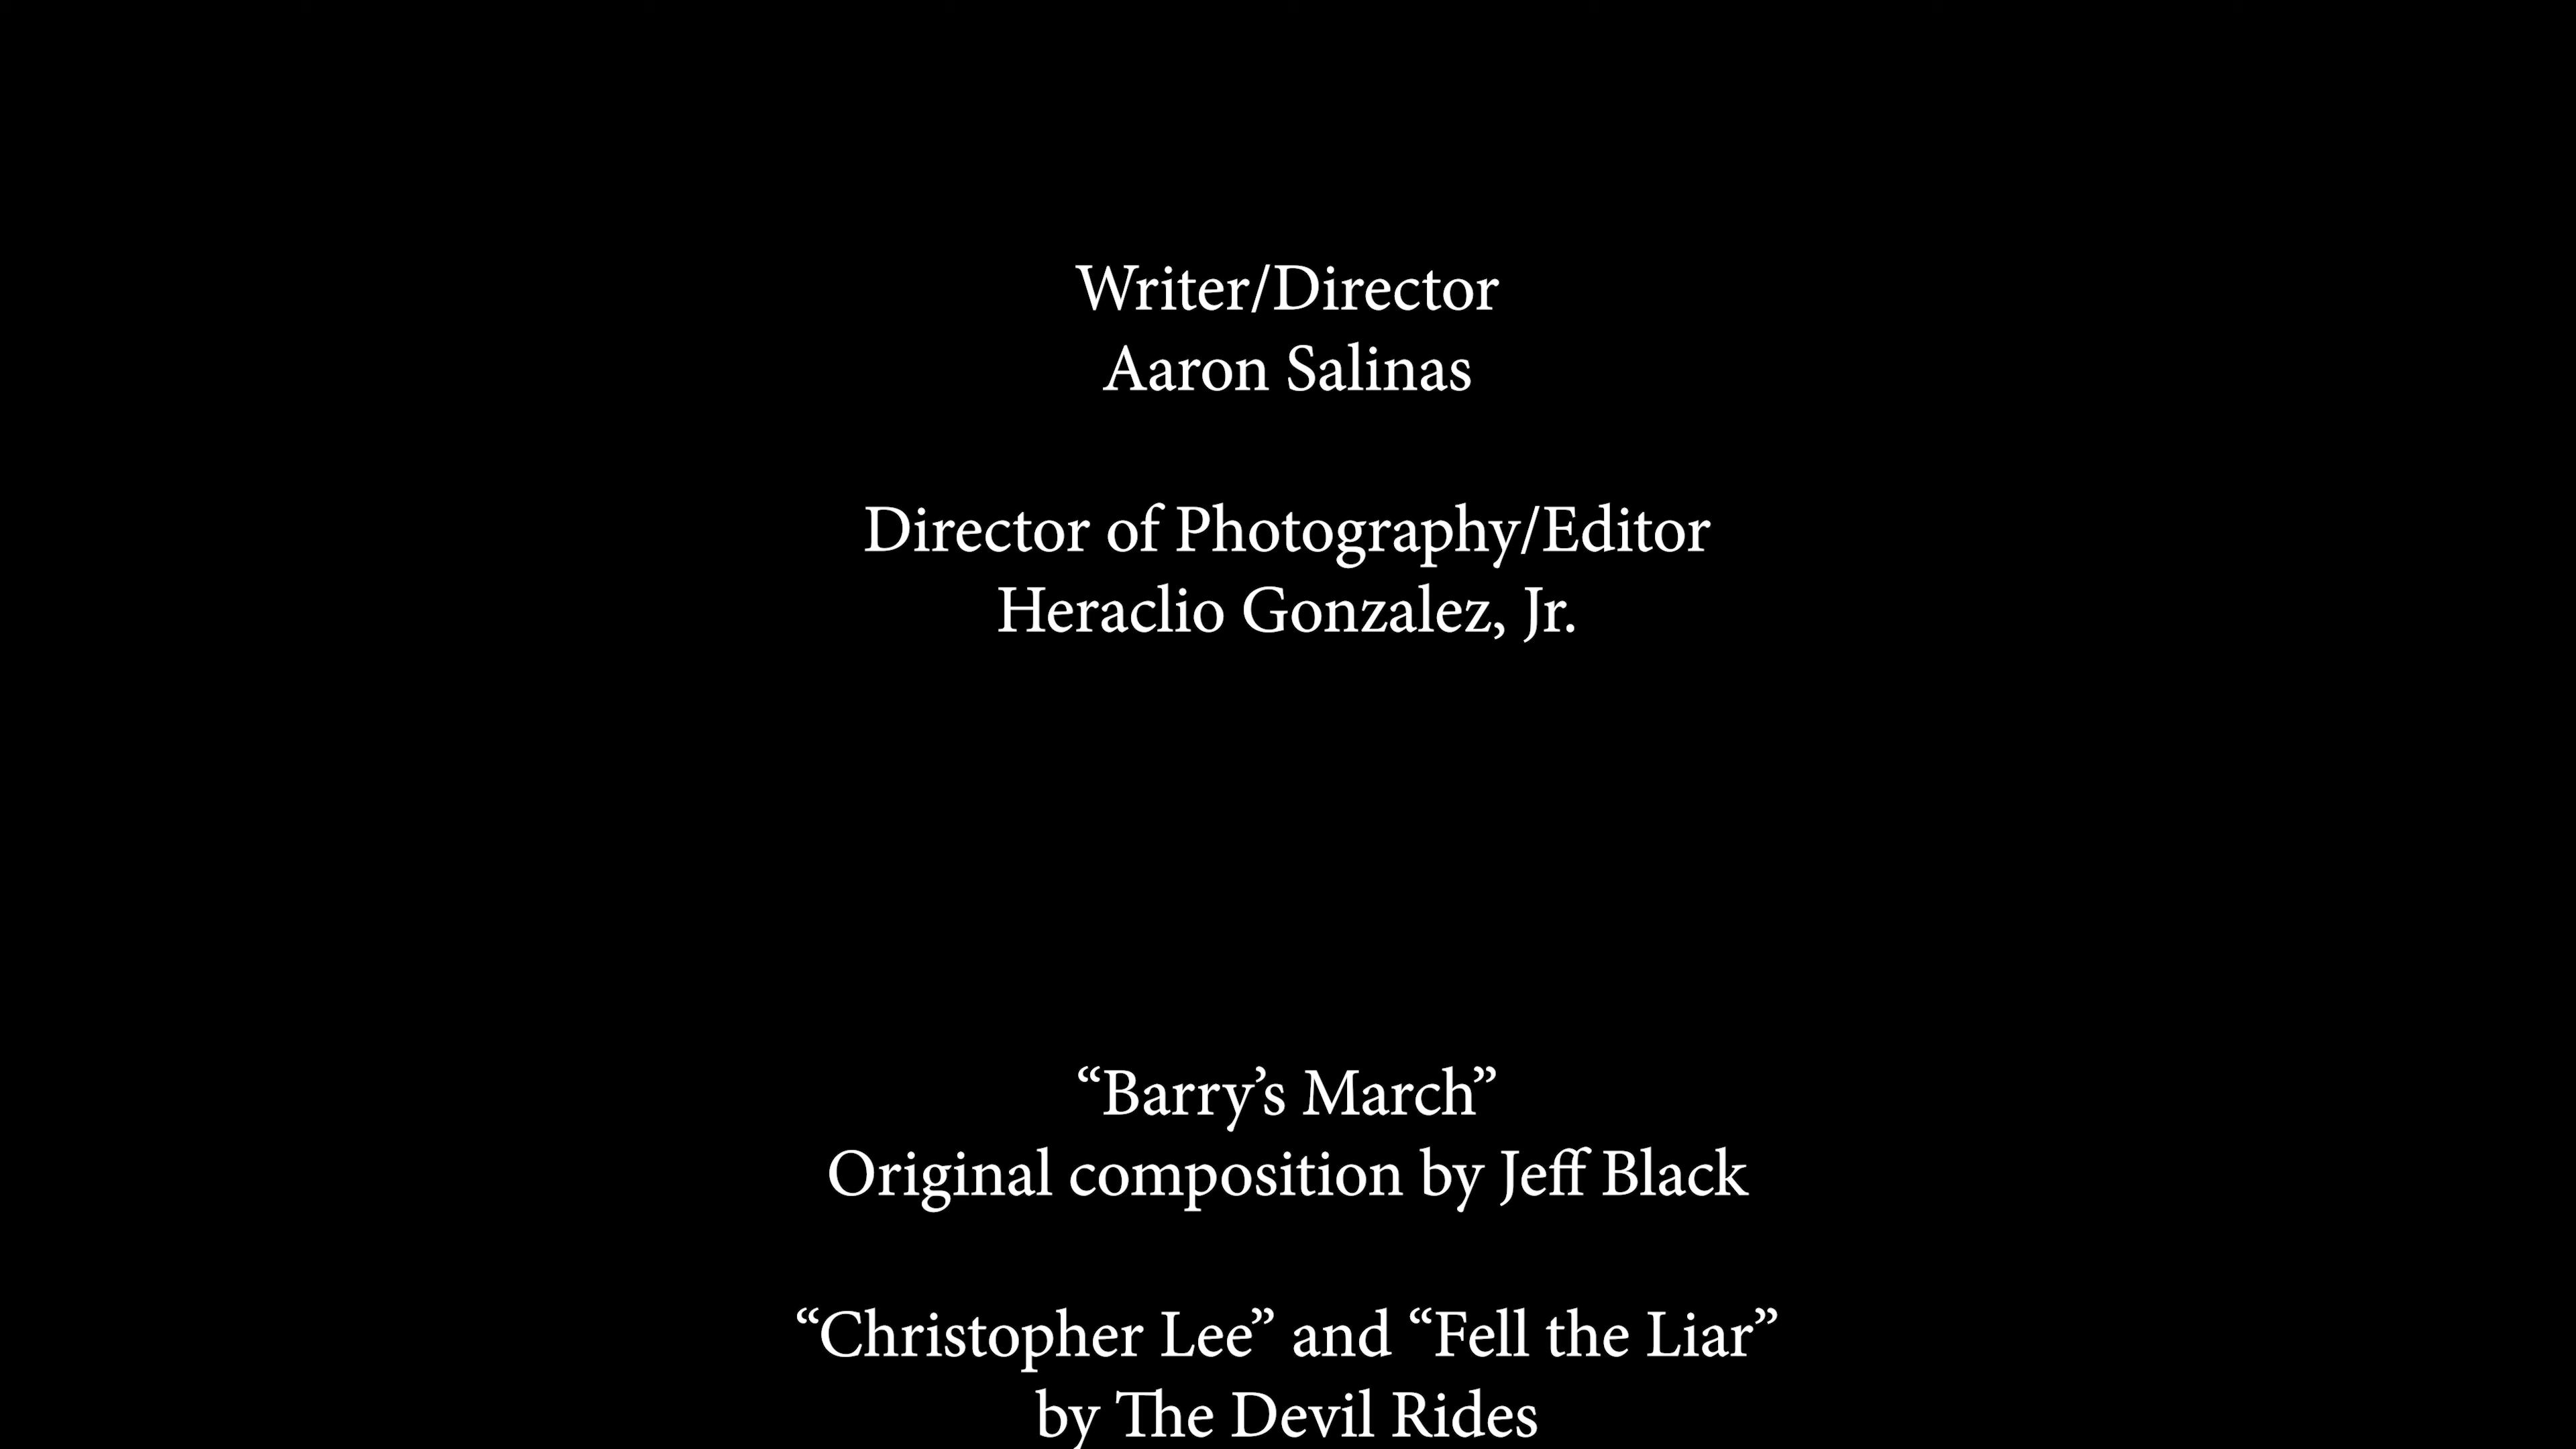 Writer/Director
Aaron Salinas
Director of Photography/Editor
Heraclio Gonzalez, Jr.
“Barry’s March”
Original composition by Jeff Black
“Christopher Lee” and “Fell the Liar”
by The Devil Rides